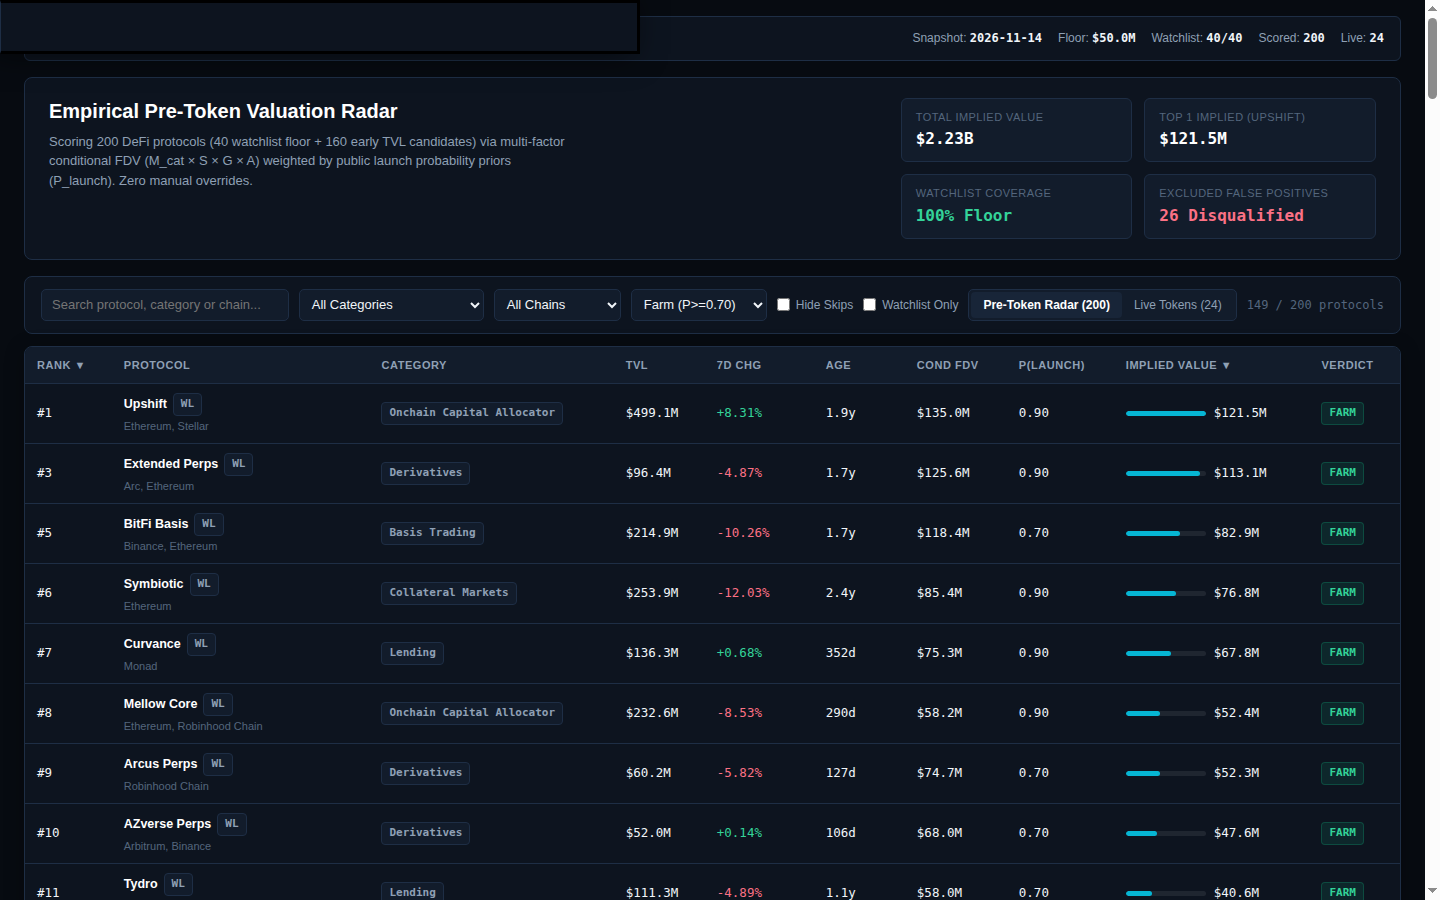 Snapshot: 2026-11-14 Floor: $50.0M Watchlist: 40/40 Scored: 200 Live: 24
Empirical Pre-Token Valuation Radar
Scoring 200 DeFi protocols (40 watchlist floor + 160 early TVL candidates) via multi-factor
conditional FDV (M_cat × S × G × A) weighted by public launch probability priors
(P_launch). Zero manual overrides.
TOTAL IMPLIED VALUE
$2.23B
TOP 1 IMPLIED (UPSHIFT)
$121.5M
WATCHLIST COVERAGE
100% Floor
EXCLUDED FALSE POSITIVES
26 Disqualified
Search protocol, category or chain... All Categories All Chains Farm (P>=0.70) Hide Skips Watchlist Only Pre-Token Radar (200) Live Tokens (24) 149 / 200 protocols
RANK ▼ PROTOCOL CATEGORY TVL 7D CHG AGE COND FDV P(LAUNCH) IMPLIED VALUE ▼ VERDICT
#1 Upshift WL Onchain Capital Allocator $499.1M +8.31% 1.9y $135.0M 0.90 $121.5M FARM
Ethereum, Stellar
#3 Extended Perps WL Derivatives $96.4M -4.87% 1.7y $125.6M 0.90 $113.1M FARM
Arc, Ethereum
#5 BitFi Basis WL Basis Trading $214.9M -10.26% 1.7y $118.4M 0.70 $82.9M FARM
Binance, Ethereum
#6 Symbiotic WL Collateral Markets $253.9M -12.03% 2.4y $85.4M 0.90 $76.8M FARM
Ethereum
#7 Curvance WL Lending $136.3M +0.68% 352d $75.3M 0.90 $67.8M FARM
Monad
#8 Mellow Core WL Onchain Capital Allocator $232.6M -8.53% 290d $58.2M 0.90 $52.4M FARM
Ethereum, Robinhood Chain
#9 Arcus Perps WL Derivatives $60.2M -5.82% 127d $74.7M 0.70 $52.3M FARM
Robinhood Chain
#10 AZverse Perps WL Derivatives $52.0M +0.14% 106d $68.0M 0.70 $47.6M FARM
Arbitrum, Binance
#11 Tydro WL Lending $111.3M -4.89% 1.1y $58.0M 0.70 $40.6M FARM